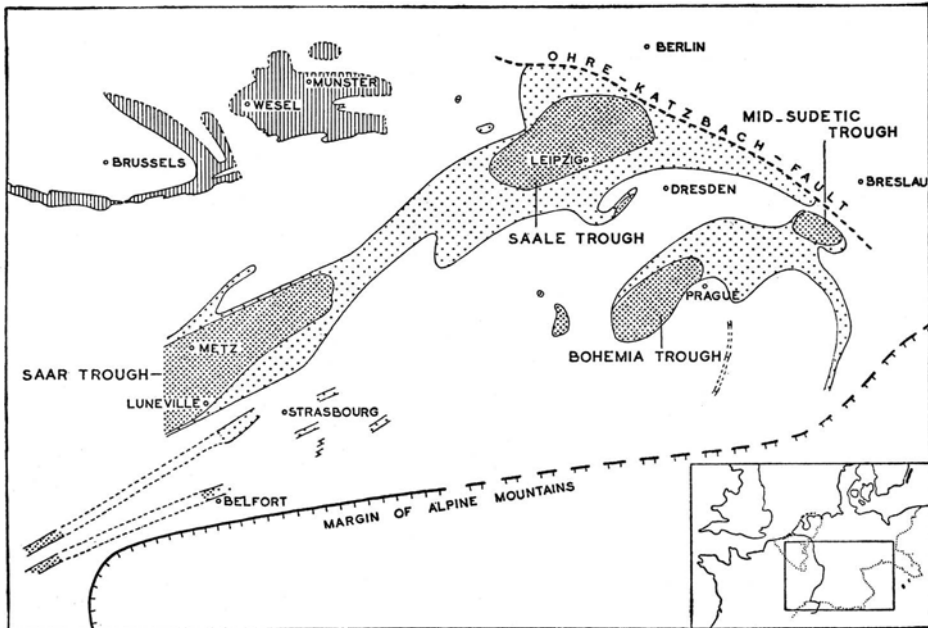 BERLIN
OHRE-KATZBACH-FAULT
MUNSTER
WESEL
MID-SUDETIC
TROUGH
BRUSSELS
LEIPZIG
DRESDEN
BRESLAU
SAALE TROUGH
PRAGUE
METZ
BOHEMIA TROUGH
SAAR TROUGH
LUNEVILLE
STRASBOURG
BELFORT
MARGIN OF ALPINE MOUNTAINS